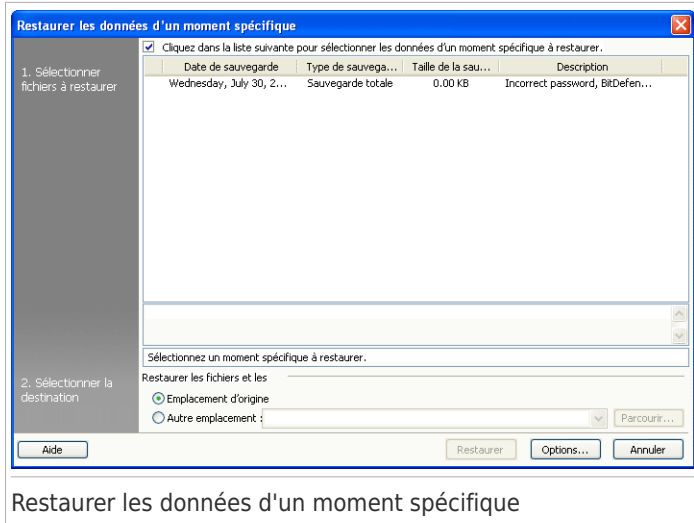 Restaurer les données d'un moment spécifique
Cliquez dans la liste suivante pour sélectionner les données d'un moment spécifique à restaurer.
1. Sélectionner
fichiers à restaurer
Date de sauvegarde Type de sauvega... Taille de la sau... Description
Wednesday, July 30, 2... Sauvegarde totale 0.00 KB Incorrect password, BitDefen...
Sélectionnez un moment spécifique à restaurer.
2. Sélectionner la
destination
Restaurer les fichiers et les
Emplacement d'origine
Autre emplacement : Parcourir...
Aide Restaurer Options... Annuler
Restaurer les données d'un moment spécifique